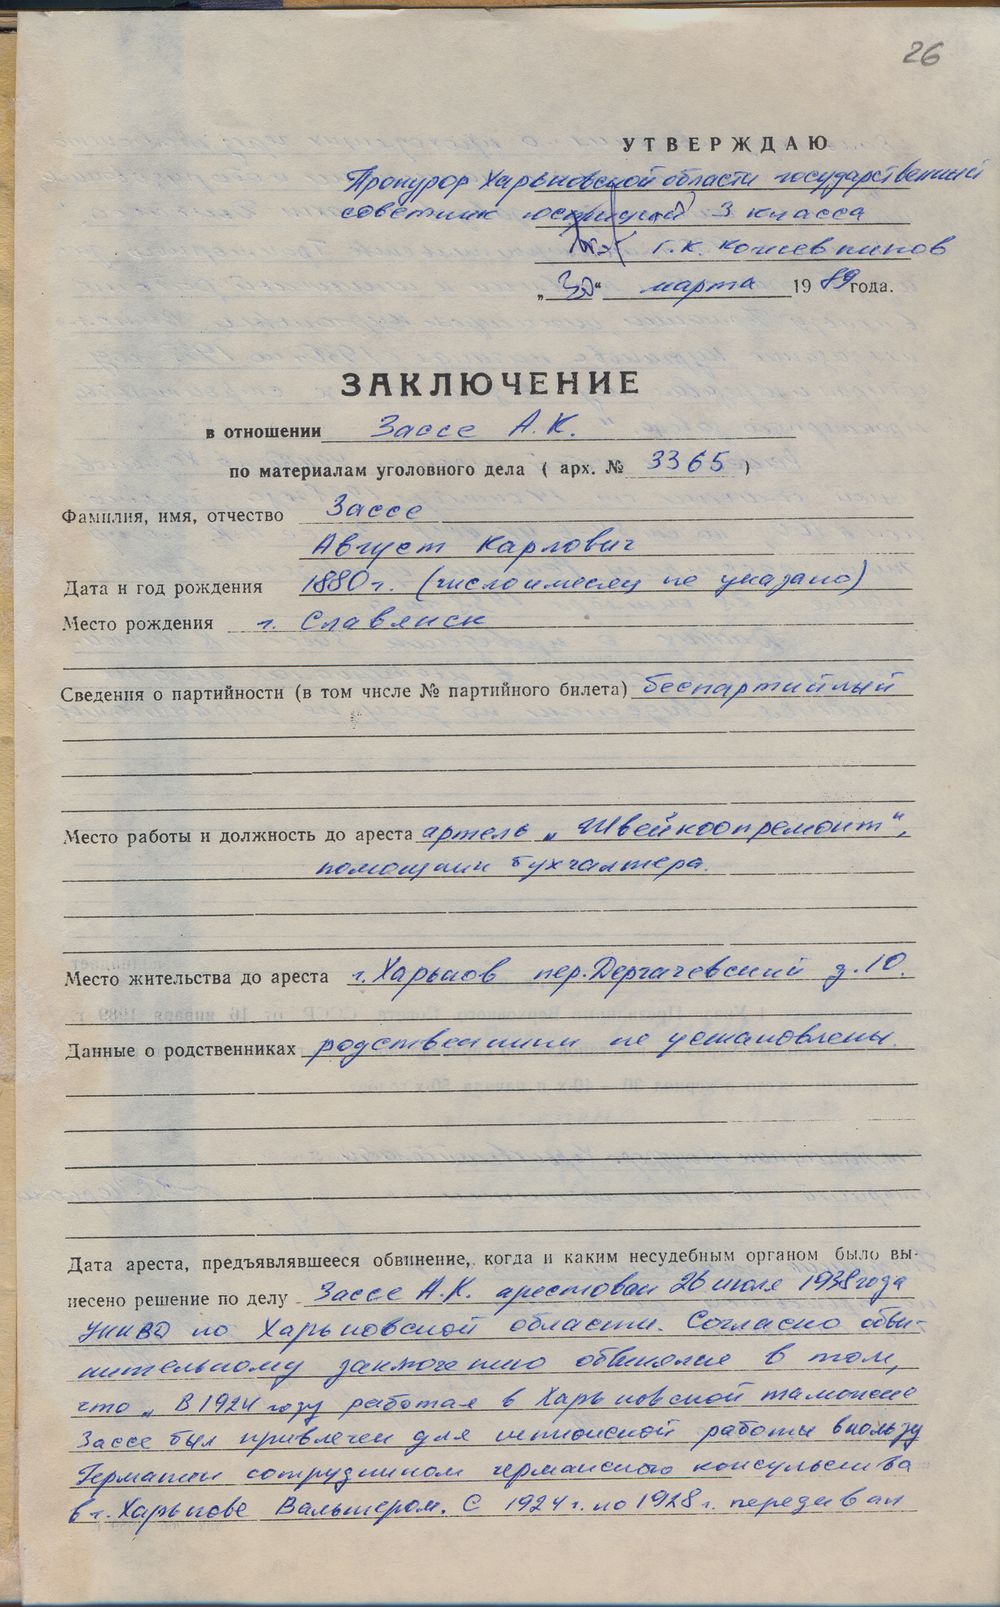 26
УТВЕРЖДАЮ
Прокурор Харьковской области государственный
советник юстиции 3 класса
„30“ марта 1989 года.
ЗАКЛЮЧЕНИЕ
в отношении Зассе А.К.
по материалам уголовного дела ( арх. № 3365 )
Фамилия, имя, отчество Зассе
Август Карлович
Дата и год рождения 1880 г. (число и месяц не указано)
Место рождения г. Славянск
Сведения о партийности (в том числе № партийного билета) беспартийный
Место работы и должность до ареста артель „Швейкоопремонт“,
помощник бухгалтера.
Место жительства до ареста г. Харьков пер. Дергачевский д. 10.
Данные о родственниках родственники не установлены.
Дата ареста, предъявлявшееся обвинение, когда и каким несудебным органом было вы-
несено решение по делу Зассе А.К. арестован 26 июля 1938 года
УНКВД по Харьковской области. Согласно обви-
нительному заключению обвинялся в том,
что „В 1924 году работая в Харьковской таможне
Зассе был привлечен для шпионской работы в пользу
Германии сотрудником германского консульства
в г. Харькове Вальтером. С 1924 г. по 1928 г. передавал